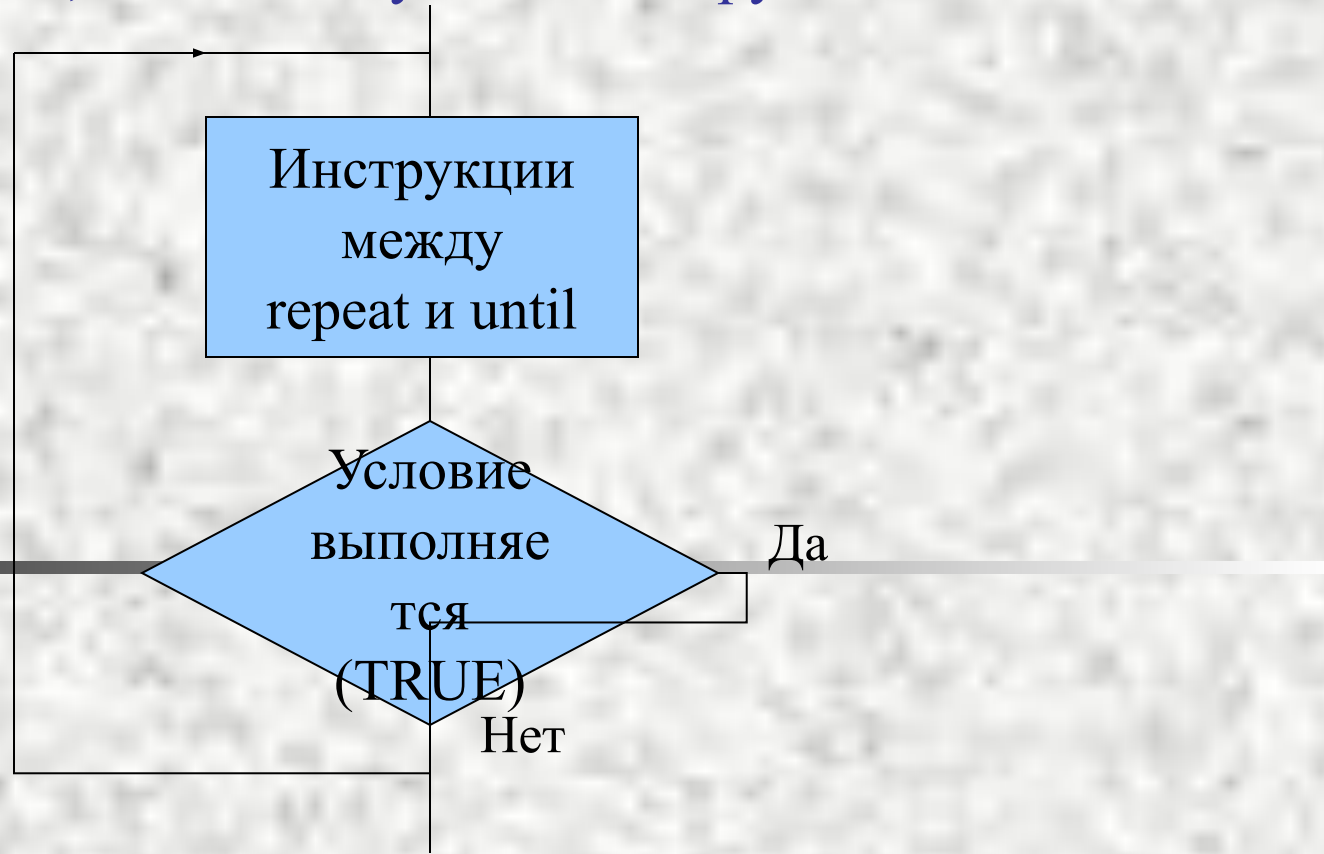 Инструкции
между
repeat и until
Условие
выполняе
тся
(TRUE)
Да
Нет